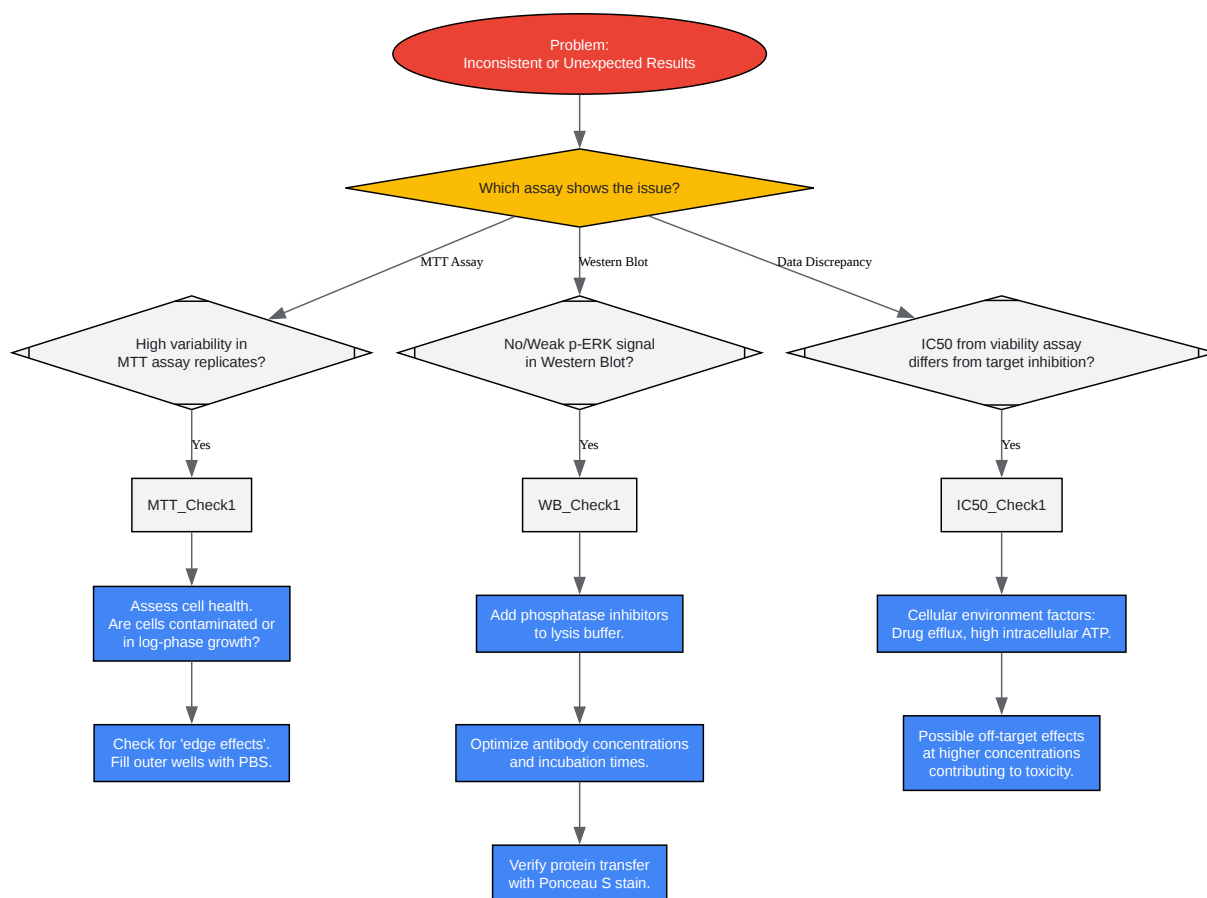 Problem:
Inconsistent or Unexpected Results
Which assay shows the issue?
MTT Assay
Western Blot
Data Discrepancy
High variability in
MTT assay replicates?
No/Weak p-ERK signal
in Western Blot?
IC50 from viability assay
differs from target inhibition?
Yes
Yes
Yes
MTT_Check1
WB_Check1
IC50_Check1
Assess cell health.
Are cells contaminated or
in log-phase growth?
Add phosphatase inhibitors
to lysis buffer.
Cellular environment factors:
Drug efflux, high intracellular ATP.
Check for 'edge effects'.
Fill outer wells with PBS.
Optimize antibody concentrations
and incubation times.
Possible off-target effects
at higher concentrations
contributing to toxicity.
Verify protein transfer
with Ponceau S stain.